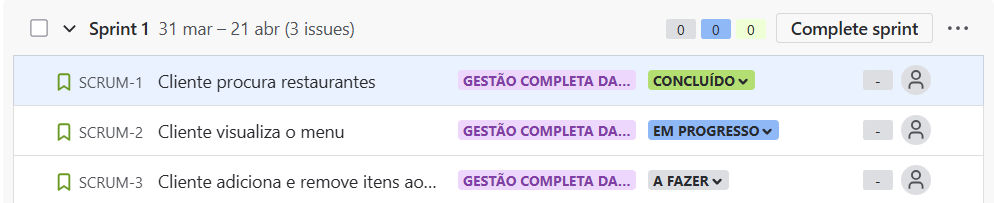 Sprint 1 31 mar – 21 abr (3 issues) 0 0 0 Complete sprint
SCRUM-1 Cliente procura restaurantes GESTÃO COMPLETA DA... CONCLUÍDO -
SCRUM-2 Cliente visualiza o menu GESTÃO COMPLETA DA... EM PROGRESSO -
SCRUM-3 Cliente adiciona e remove itens ao... GESTÃO COMPLETA DA... A FAZER -